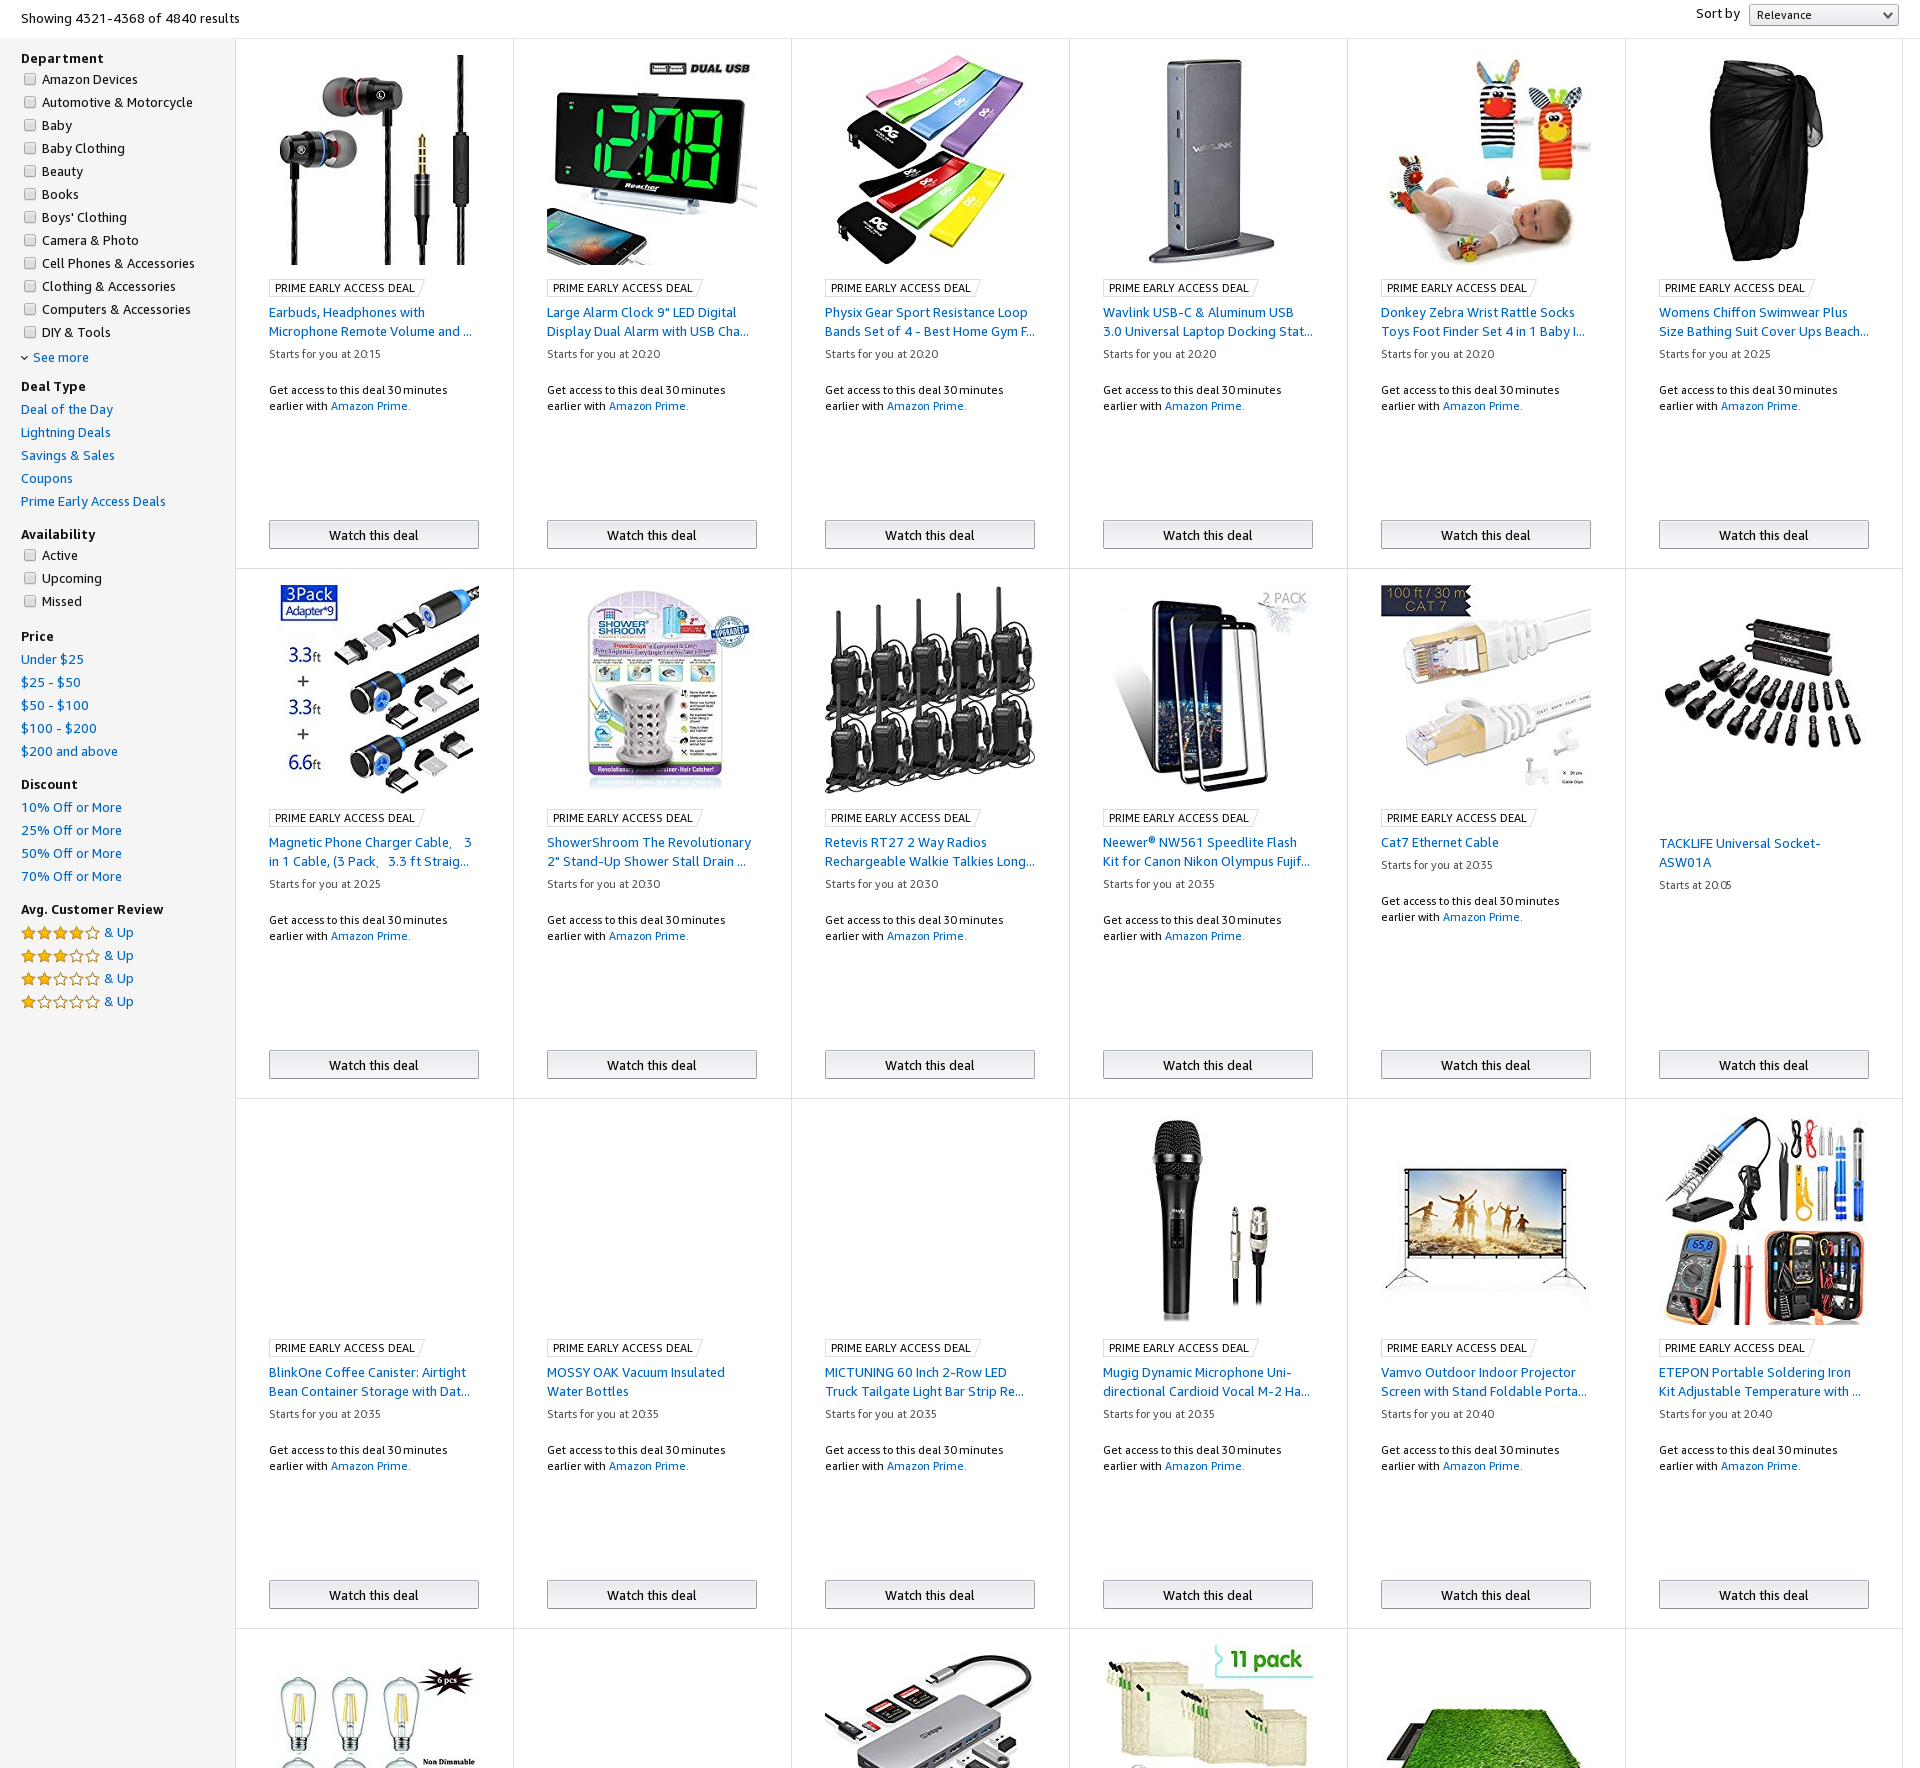 Showing 4321-4368 of 4840 results
Sort by
Relevance
Department
Amazon Devices
Automotive & Motorcycle
Baby
Baby Clothing
Beauty
Books
Boys' Clothing
Camera & Photo
Cell Phones & Accessories
Clothing & Accessories
Computers & Accessories
DIY & Tools
See more
Deal Type
Deal of the Day
Lightning Deals
Savings & Sales
Coupons
Prime Early Access Deals
Availability
Active
Upcoming
Missed
Price
Under $25
$25 - $50
$50 - $100
$100 - $200
$200 and above
Discount
10% Off or More
25% Off or More
50% Off or More
70% Off or More
Avg. Customer Review
& Up
& Up
& Up
& Up
PRIME EARLY ACCESS DEAL
Earbuds, Headphones with
Microphone Remote Volume and ...
Starts for you at 20:15
Get access to this deal 30 minutes
earlier with Amazon Prime.
Watch this deal
DUAL USB
12:08
Reacher
PRIME EARLY ACCESS DEAL
Large Alarm Clock 9" LED Digital
Display Dual Alarm with USB Cha...
Starts for you at 20:20
Get access to this deal 30 minutes
earlier with Amazon Prime.
Watch this deal
PRIME EARLY ACCESS DEAL
Physix Gear Sport Resistance Loop
Bands Set of 4 - Best Home Gym F...
Starts for you at 20:20
Get access to this deal 30 minutes
earlier with Amazon Prime.
Watch this deal
WAVLINK
PRIME EARLY ACCESS DEAL
Wavlink USB-C & Aluminum USB
3.0 Universal Laptop Docking Stat...
Starts for you at 20:20
Get access to this deal 30 minutes
earlier with Amazon Prime.
Watch this deal
PRIME EARLY ACCESS DEAL
Donkey Zebra Wrist Rattle Socks
Toys Foot Finder Set 4 in 1 Baby I...
Starts for you at 20:20
Get access to this deal 30 minutes
earlier with Amazon Prime.
Watch this deal
PRIME EARLY ACCESS DEAL
Womens Chiffon Swimwear Plus
Size Bathing Suit Cover Ups Beach...
Starts for you at 20:25
Get access to this deal 30 minutes
earlier with Amazon Prime.
Watch this deal
3Pack
Adapter*9
3.3ft
+
3.3ft
+
6.6ft
PRIME EARLY ACCESS DEAL
Magnetic Phone Charger Cable， 3
in 1 Cable, (3 Pack， 3.3 ft Straig...
Starts for you at 20:25
Get access to this deal 30 minutes
earlier with Amazon Prime.
Watch this deal
SHOWER
SHROOM
UPGRADED
Revolutionary Shower Strainer - Hair Catcher!
PRIME EARLY ACCESS DEAL
ShowerShroom The Revolutionary
2" Stand-Up Shower Stall Drain ...
Starts for you at 20:30
Get access to this deal 30 minutes
earlier with Amazon Prime.
Watch this deal
PRIME EARLY ACCESS DEAL
Retevis RT27 2 Way Radios
Rechargeable Walkie Talkies Long...
Starts for you at 20:30
Get access to this deal 30 minutes
earlier with Amazon Prime.
Watch this deal
2 PACK
PRIME EARLY ACCESS DEAL
Neewer® NW561 Speedlite Flash
Kit for Canon Nikon Olympus Fujif...
Starts for you at 20:35
Get access to this deal 30 minutes
earlier with Amazon Prime.
Watch this deal
100 ft / 30 m
CAT 7
X 20 pcs
Cable Clips
PRIME EARLY ACCESS DEAL
Cat7 Ethernet Cable
Starts for you at 20:35
Get access to this deal 30 minutes
earlier with Amazon Prime.
Watch this deal
TACKLIFE Universal Socket-
ASW01A
Starts at 20:05
Watch this deal
PRIME EARLY ACCESS DEAL
BlinkOne Coffee Canister: Airtight
Bean Container Storage with Dat...
Starts for you at 20:35
Get access to this deal 30 minutes
earlier with Amazon Prime.
Watch this deal
PRIME EARLY ACCESS DEAL
MOSSY OAK Vacuum Insulated
Water Bottles
Starts for you at 20:35
Get access to this deal 30 minutes
earlier with Amazon Prime.
Watch this deal
PRIME EARLY ACCESS DEAL
MICTUNING 60 Inch 2-Row LED
Truck Tailgate Light Bar Strip Re...
Starts for you at 20:35
Get access to this deal 30 minutes
earlier with Amazon Prime.
Watch this deal
PRIME EARLY ACCESS DEAL
Mugig Dynamic Microphone Uni-
directional Cardioid Vocal M-2 Ha...
Starts for you at 20:35
Get access to this deal 30 minutes
earlier with Amazon Prime.
Watch this deal
PRIME EARLY ACCESS DEAL
Vamvo Outdoor Indoor Projector
Screen with Stand Foldable Porta...
Starts for you at 20:40
Get access to this deal 30 minutes
earlier with Amazon Prime.
Watch this deal
65.8
PRIME EARLY ACCESS DEAL
ETEPON Portable Soldering Iron
Kit Adjustable Temperature with ...
Starts for you at 20:40
Get access to this deal 30 minutes
earlier with Amazon Prime.
Watch this deal
6 pcs
Non Dimmable
11 pack